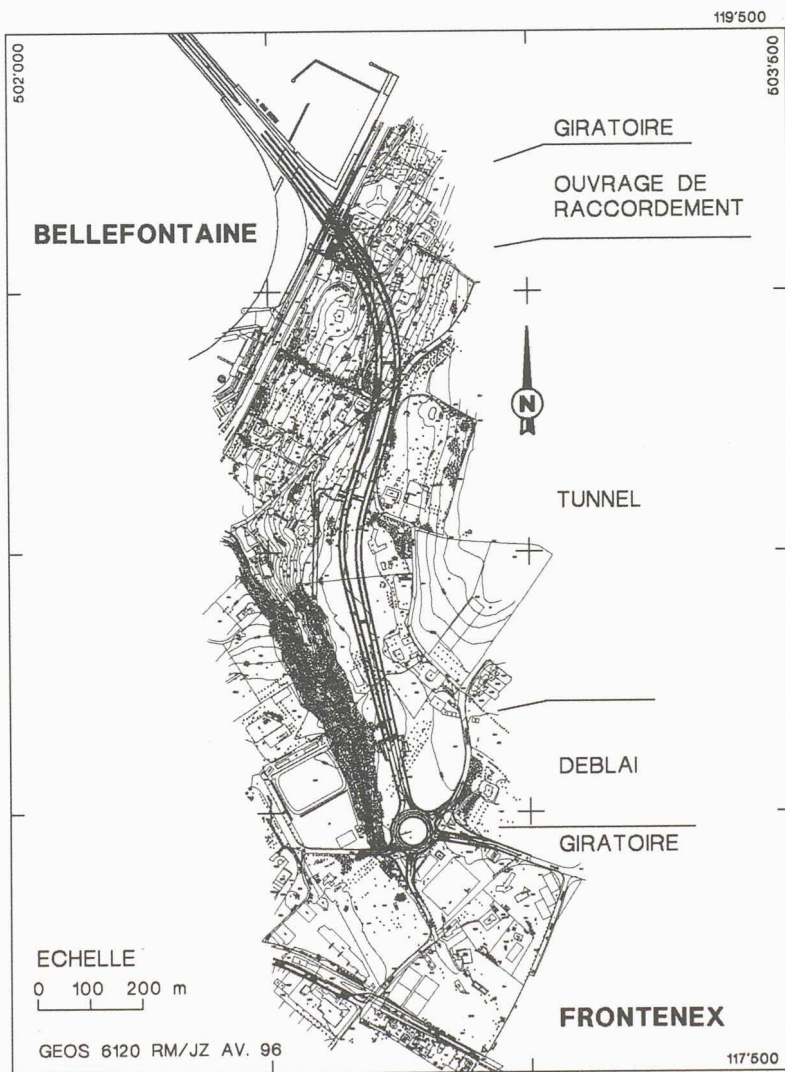 119'500
502'000
503'500
GIRATOIRE
OUVRAGE DE
RACCORDEMENT
BELLEFONTAINE
N
TUNNEL
DEBLAI
GIRATOIRE
ECHELLE
0 100 200 m
FRONTENEX
GEOS 6120 RM/JZ AV. 96
117'500